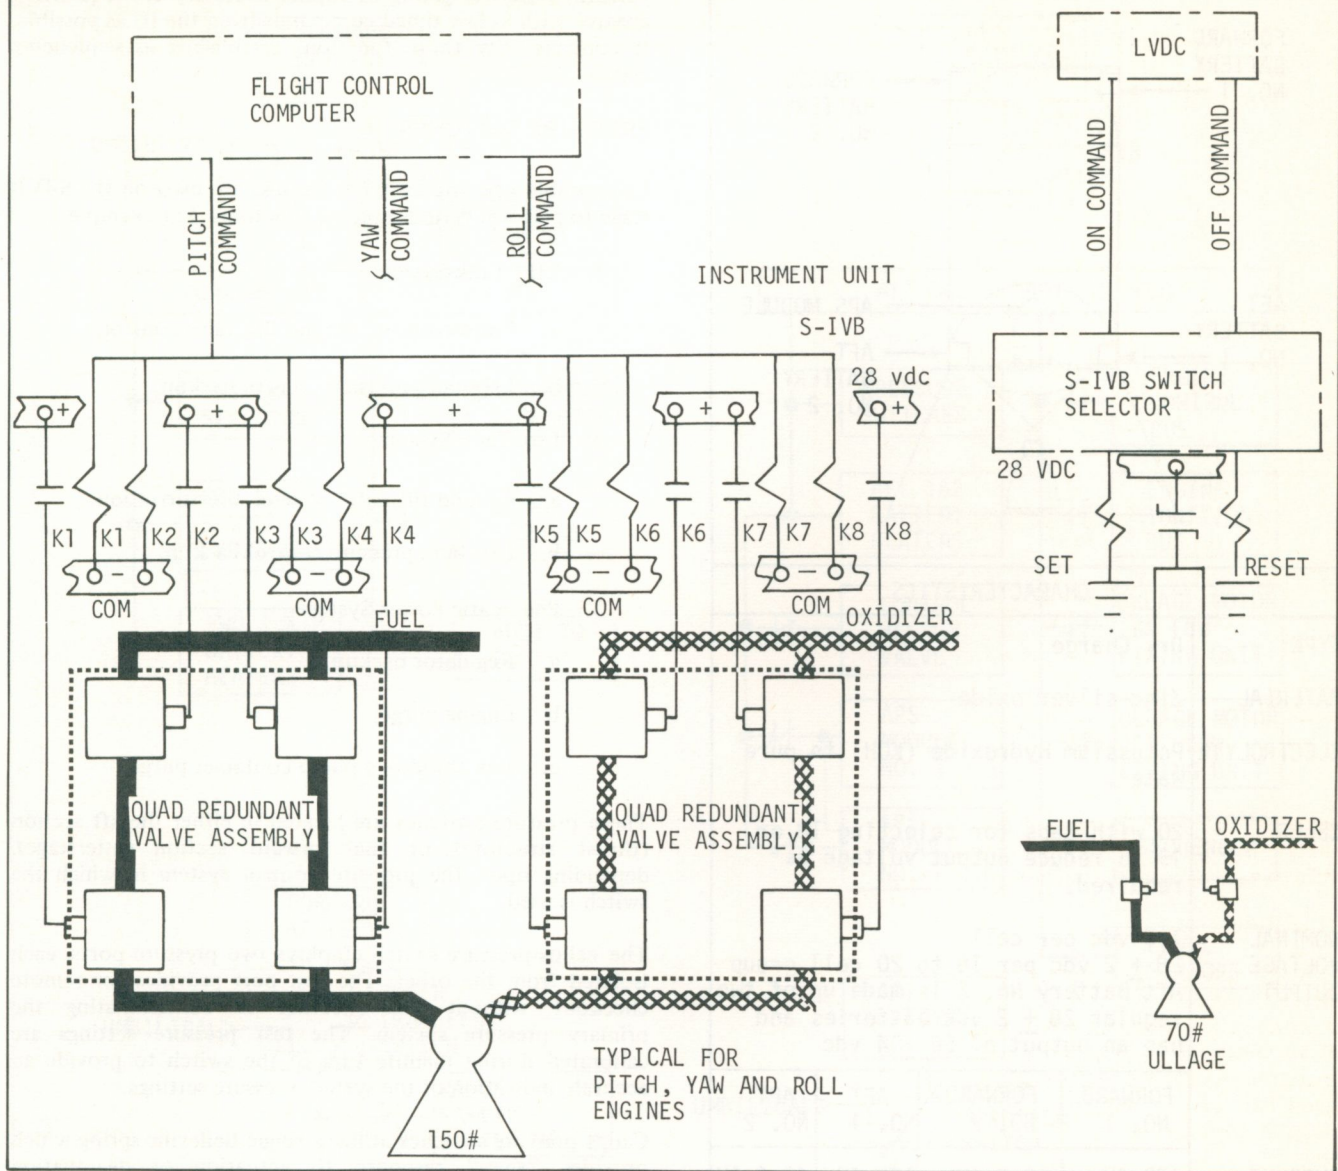 FLIGHT CONTROL
COMPUTER
LVDC
PITCH
COMMAND
YAW
COMMAND
ROLL
COMMAND
ON COMMAND
OFF COMMAND
INSTRUMENT UNIT
S-IVB
S-IVB SWITCH
SELECTOR
28 vdc
+ + + + +
28 VDC
K1 K1 K2 K2 K3 K3 K4 K4 K5 K5 K6 K6 K7 K7 K8 K8
- - - -
COM COM COM COM
SET
RESET
FUEL
OXIDIZER
QUAD REDUNDANT
VALVE ASSEMBLY
QUAD REDUNDANT
VALVE ASSEMBLY
FUEL
OXIDIZER
70#
ULLAGE
TYPICAL FOR
PITCH, YAW AND ROLL
ENGINES
150#